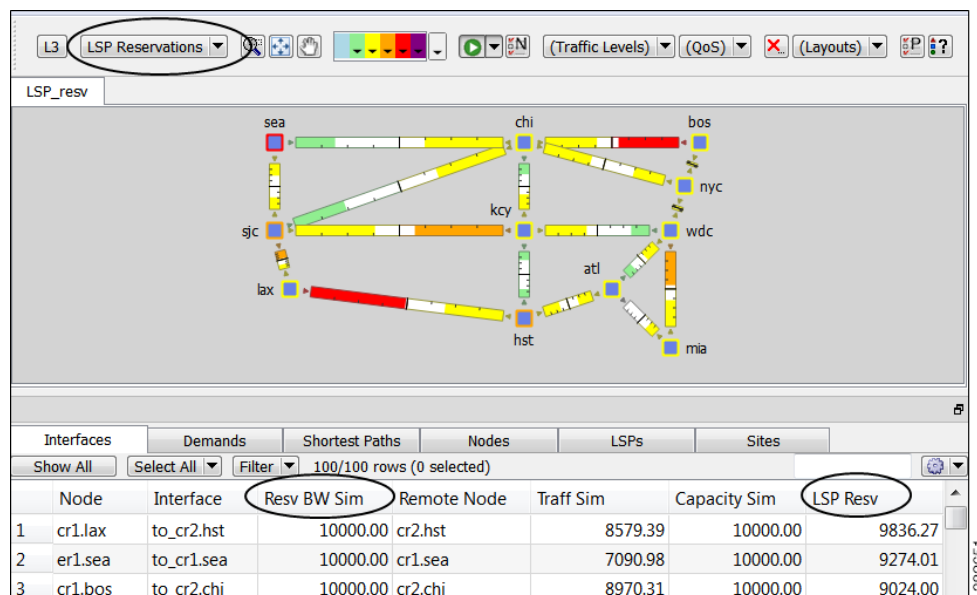 L3 LSP Reservations N (Traffic Levels) (QoS) X (Layouts) P ?
LSP_resv
sea chi bos
nyc
kcy
sjc wdc
atl
lax
hst
mia
Interfaces Demands Shortest Paths Nodes LSPs Sites
Show All Select All Filter 100/100 rows (0 selected)
Node Interface Resv BW Sim Remote Node Traff Sim Capacity Sim LSP Resv
1 cr1.lax to_cr2.hst 10000.00 cr2.hst 8579.39 10000.00 9836.27
2 er1.sea to_cr1.sea 10000.00 cr1.sea 7090.98 10000.00 9274.01
3 cr1.bos to_cr2.chi 10000.00 cr2.chi 8970.31 10000.00 9024.00